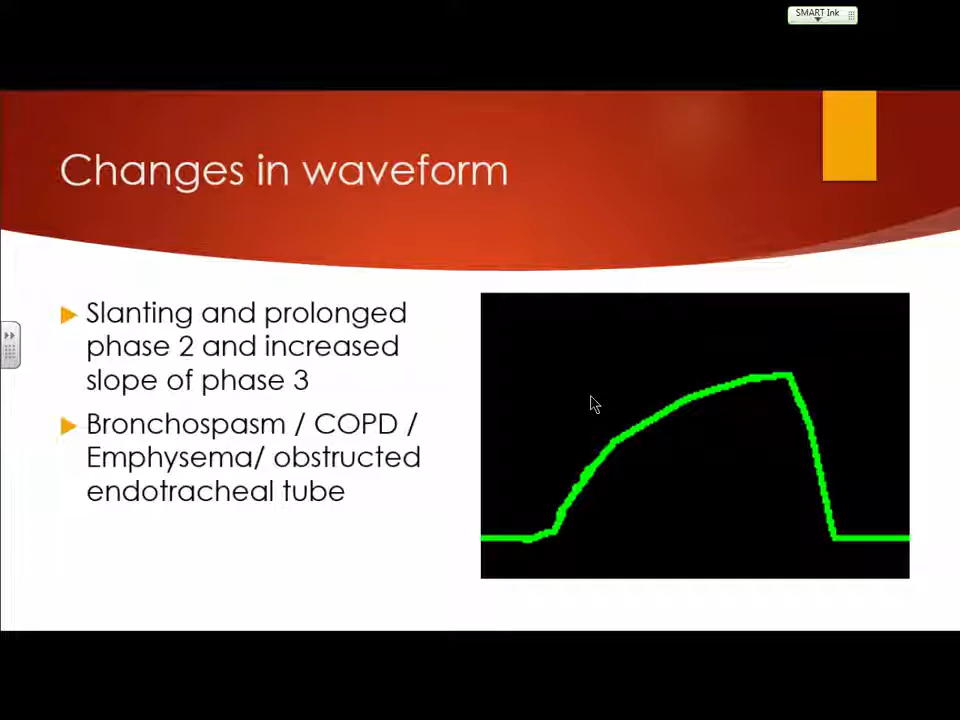 SMART Ink
Changes in waveform
Slanting and prolonged
phase 2 and increased
slope of phase 3
Bronchospasm / COPD /
Emphysema/ obstructed
endotracheal tube